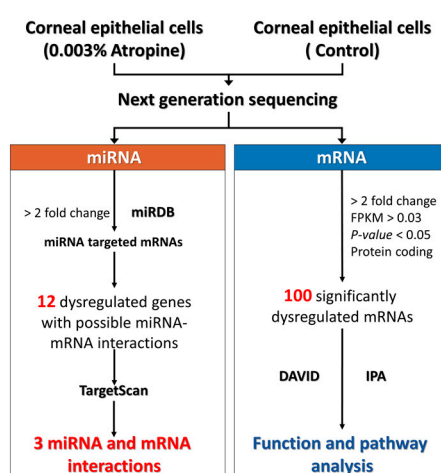 Corneal epithelial cells
(0.003% Atropine)
Corneal epithelial cells
( Control)
Next generation sequencing
miRNA
> 2 fold change
miRDB
miRNA targeted mRNAs
12 dysregulated genes
with possible miRNA-
mRNA interactions
TargetScan
3 miRNA and mRNA
interactions
mRNA
> 2 fold change
FPKM > 0.03
P-value < 0.05
Protein coding
100 significantly
dysregulated mRNAs
DAVID
IPA
Function and pathway
analysis